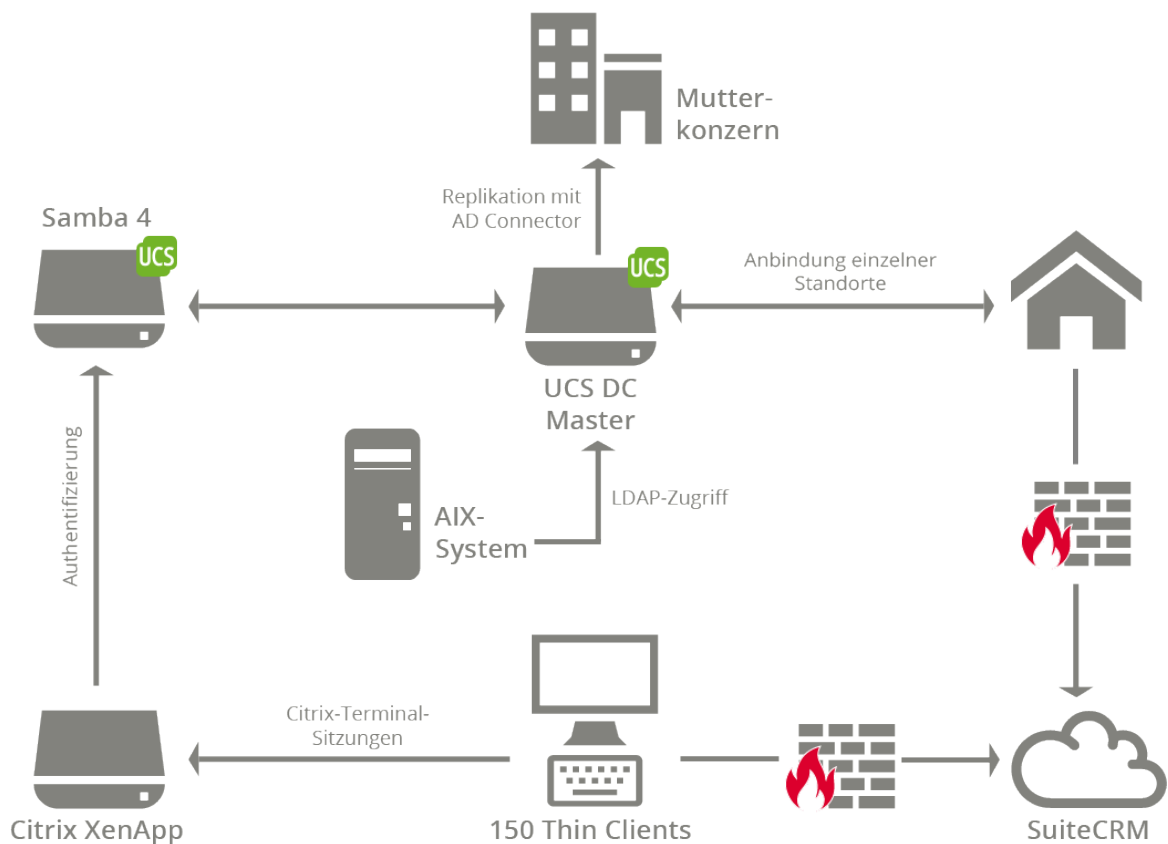 Mutter-
konzern
Replikation mit
AD Connector
Samba 4
UCS
UCS
Anbindung einzelner
Standorte
UCS DC
Master
Authentifizierung
AIX-
System
LDAP-Zugriff
Citrix-Terminal-
Sitzungen
Citrix XenApp
150 Thin Clients
SuiteCRM